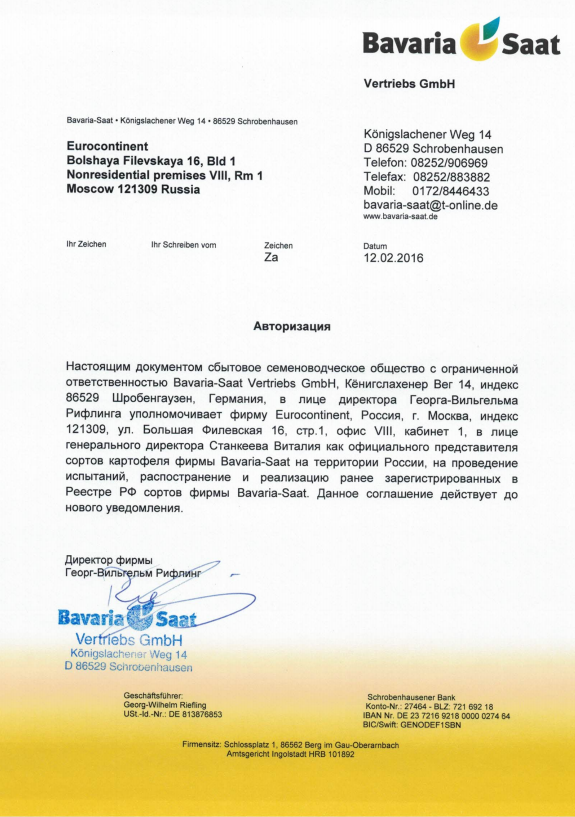 Bavaria Saat
Vertriebs GmbH
Bavaria-Saat • Königslachener Weg 14 • 86529 Schrobenhausen
Eurocontinent
Bolshaya Filevskaya 16, Bld 1
Nonresidential premises VIII, Rm 1
Moscow 121309 Russia
Königslachener Weg 14
D 86529 Schrobenhausen
Telefon: 08252/906969
Telefax: 08252/883882
Mobil: 0172/8446433
bavaria-saat@t-online.de
www.bavaria-saat.de
Ihr Zeichen Ihr Schreiben vom Zeichen Datum
Za 12.02.2016
Авторизация
Настоящим документом сбытовое семеноводческое общество с ограниченной
ответственностью Bavaria-Saat Vertriebs GmbH, Кёнигслахенер Вег 14, индекс
86529 Шробенгаузен, Германия, в лице директора Георга-Вильгельма
Рифлинга уполномочивает фирму Eurocontinent, Россия, г. Москва, индекс
121309, ул. Большая Филевская 16, стр.1, офис VIII, кабинет 1, в лице
генерального директора Станкеева Виталия как официального представителя
сортов картофеля фирмы Bavaria-Saat на территории России, на проведение
испытаний, распостранение и реализацию ранее зарегистрированных в
Реестре РФ сортов фирмы Bavaria-Saat. Данное соглашение действует до
нового уведомления.
Директор фирмы
Георг-Вильгельм Рифлинг
Bavaria Saat
Vertriebs GmbH
Königslachener Weg 14
D 86529 Schrobenhausen
Geschäftsführer:
Georg-Wilhelm Riefling
USt.-Id.-Nr.: DE 813876853
Schrobenhausener Bank
Konto-Nr.: 27464 - BLZ: 721 692 18
IBAN Nr. DE 23 7216 9218 0000 0274 64
BIC/Swift: GENODEF1SBN
Firmensitz: Schlossplatz 1, 86562 Berg im Gau-Oberarnbach
Amtsgericht Ingolstadt HRB 101892